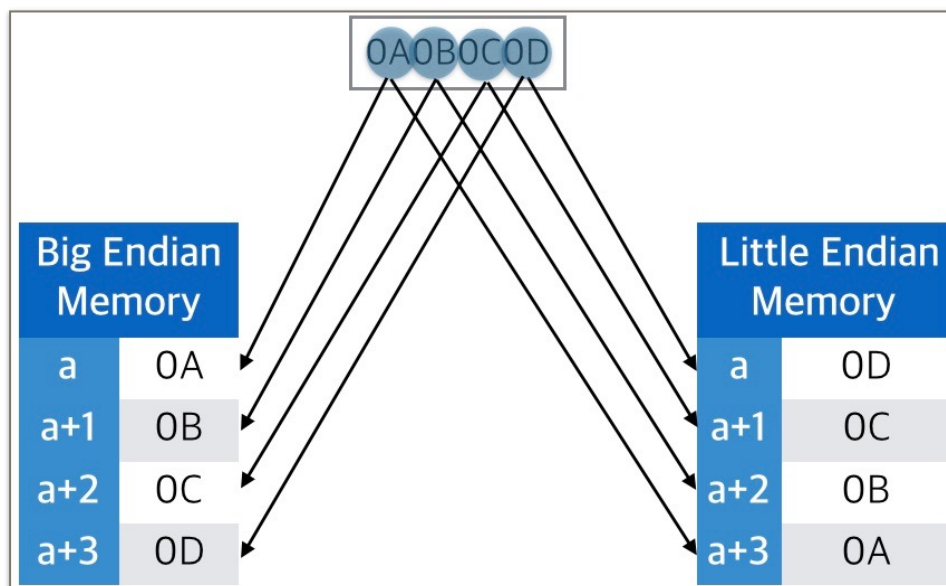 0A0B0C0D
Big Endian
Memory
a 0A
a+1 0B
a+2 0C
a+3 0D
Little Endian
Memory
a 0D
a+1 0C
a+2 0B
a+3 0A